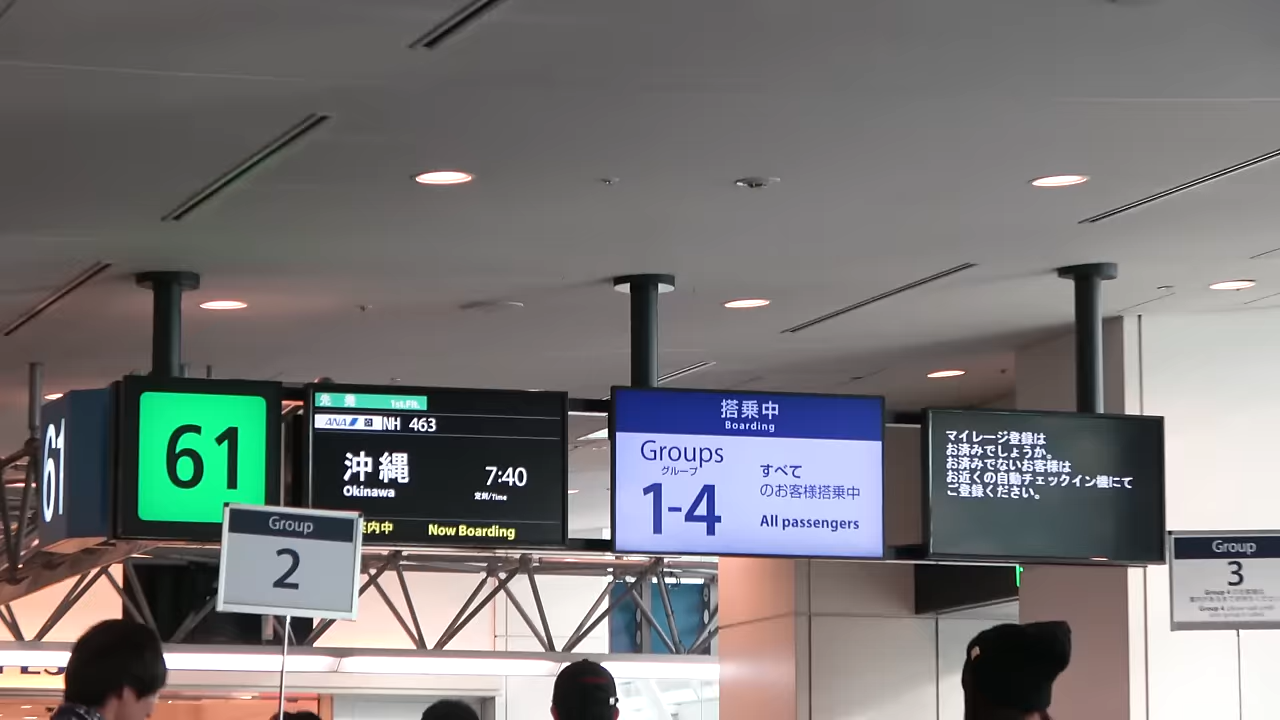 61
61
先発 1st.Flt.
ANA NH 463
沖縄
Okinawa
7:40
定刻/Time
案内中 Now Boarding
搭乗中
Boarding
Groups
グループ
1-4
すべて
のお客様搭乗中
All passengers
マイレージ登録は
お済みでしょうか。
お済みでないお客様は
お近くの自動チェックイン機にて
ご登録ください。
Group
2
Group
3